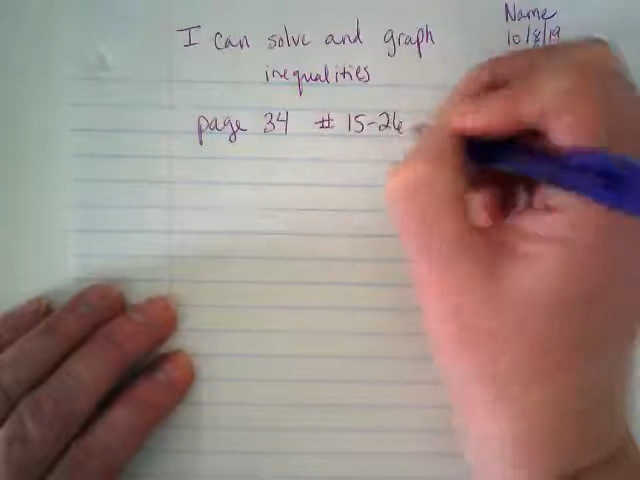 Name
10/8/19
I can solve and graph
inequalities
page 34 # 15-26